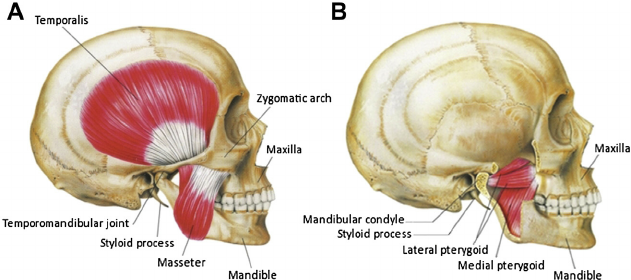 A
Temporalis
Zygomatic arch
Maxilla
Temporomandibular joint
Styloid process
Masseter
Mandible
B
Maxilla
Mandibular condyle
Styloid process
Lateral pterygoid
Medial pterygoid
Mandible